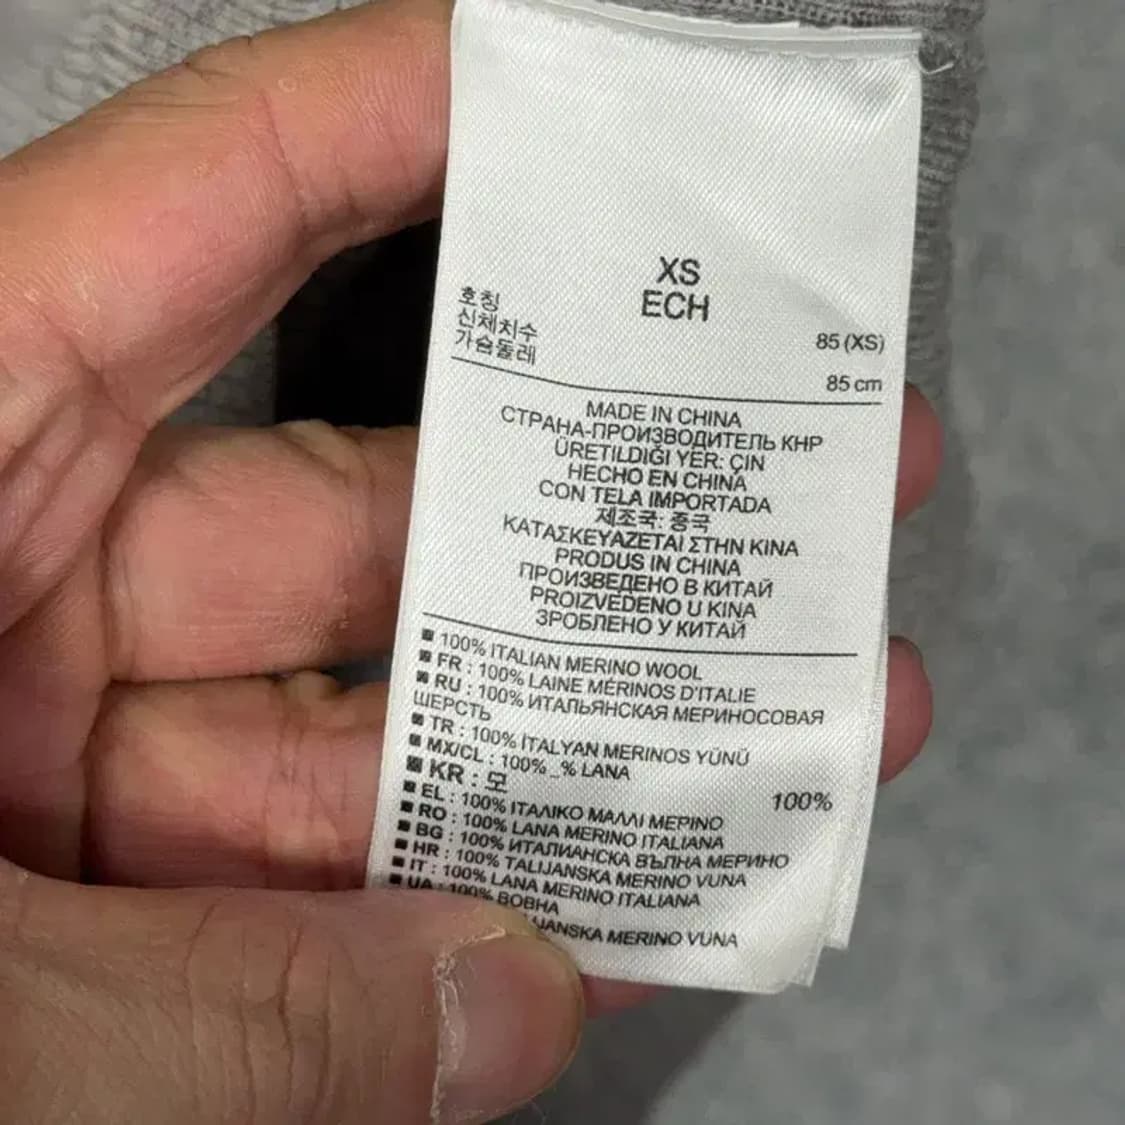 XS
ECH
호칭
85 (XS)
신체치수
가슴둘레
85 cm
MADE IN CHINA
СТРАНА-ПРОИЗВОДИТЕЛЬ КНР
ÜRETILDIĞI YER: ÇIN
HECHO EN CHINA
CON TELA IMPORTADA
제조국: 중국
ΚΑΤΑΣΚΕΥΑΖΕΤΑΙ ΣΤΗΝ ΚΙΝΑ
PRODUS IN CHINA
ПРОИЗВЕДЕНО В КИТАЙ
PROIZVEDENO U KINA
ЗРОБЛЕНО У КИТАЙ
■ 100% ITALIAN MERINO WOOL
■ FR : 100% LAINE MÉRINOS D'ITALIE
■ RU : 100% ИТАЛЬЯНСКАЯ МЕРИНОСОВАЯ
ШЕРСТЬ
■ TR : 100% İTALYAN MERINOS YÜNÜ
■ MX/CL : 100% _% LANA
■ KR : 모 100%
■ EL : 100% ΙΤΑΛΙΚΟ ΜΑΛΛΙ ΜΕΡΙΝΟ
■ RO : 100% LANA MERINO ITALIANA
■ BG : 100% ИТАЛИАНСКА ВЪЛНА МЕРИНО
■ HR : 100% TALIJANSKA MERINO VUNA
■ IT : 100% LANA MERINO ITALIANA
■ UA : 100% ВОВНА
MERINO VUNA